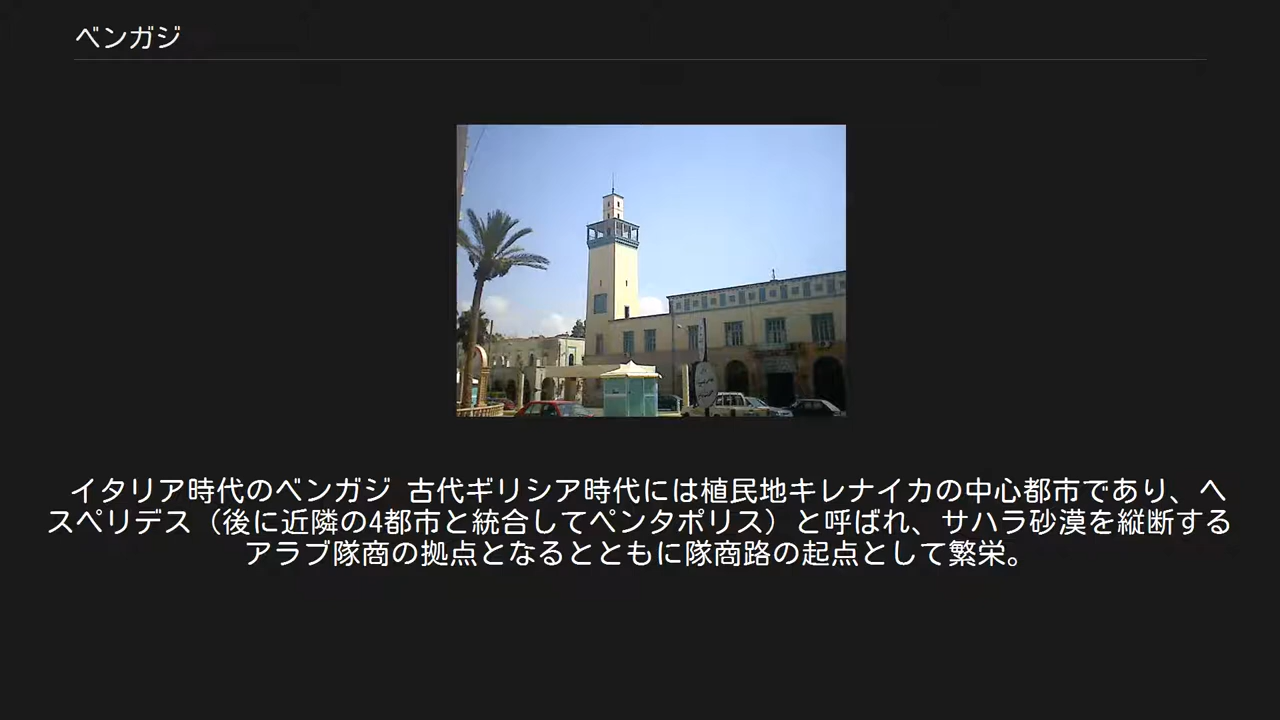 ベンガジ
イタリア時代のベンガジ 古代ギリシア時代には植民地キレナイカの中心都市であり、ヘ
スペリデス（後に近隣の4都市と統合してペンタポリス）と呼ばれ、サハラ砂漠を縦断する
アラブ隊商の拠点となるとともに隊商路の起点として繁栄。